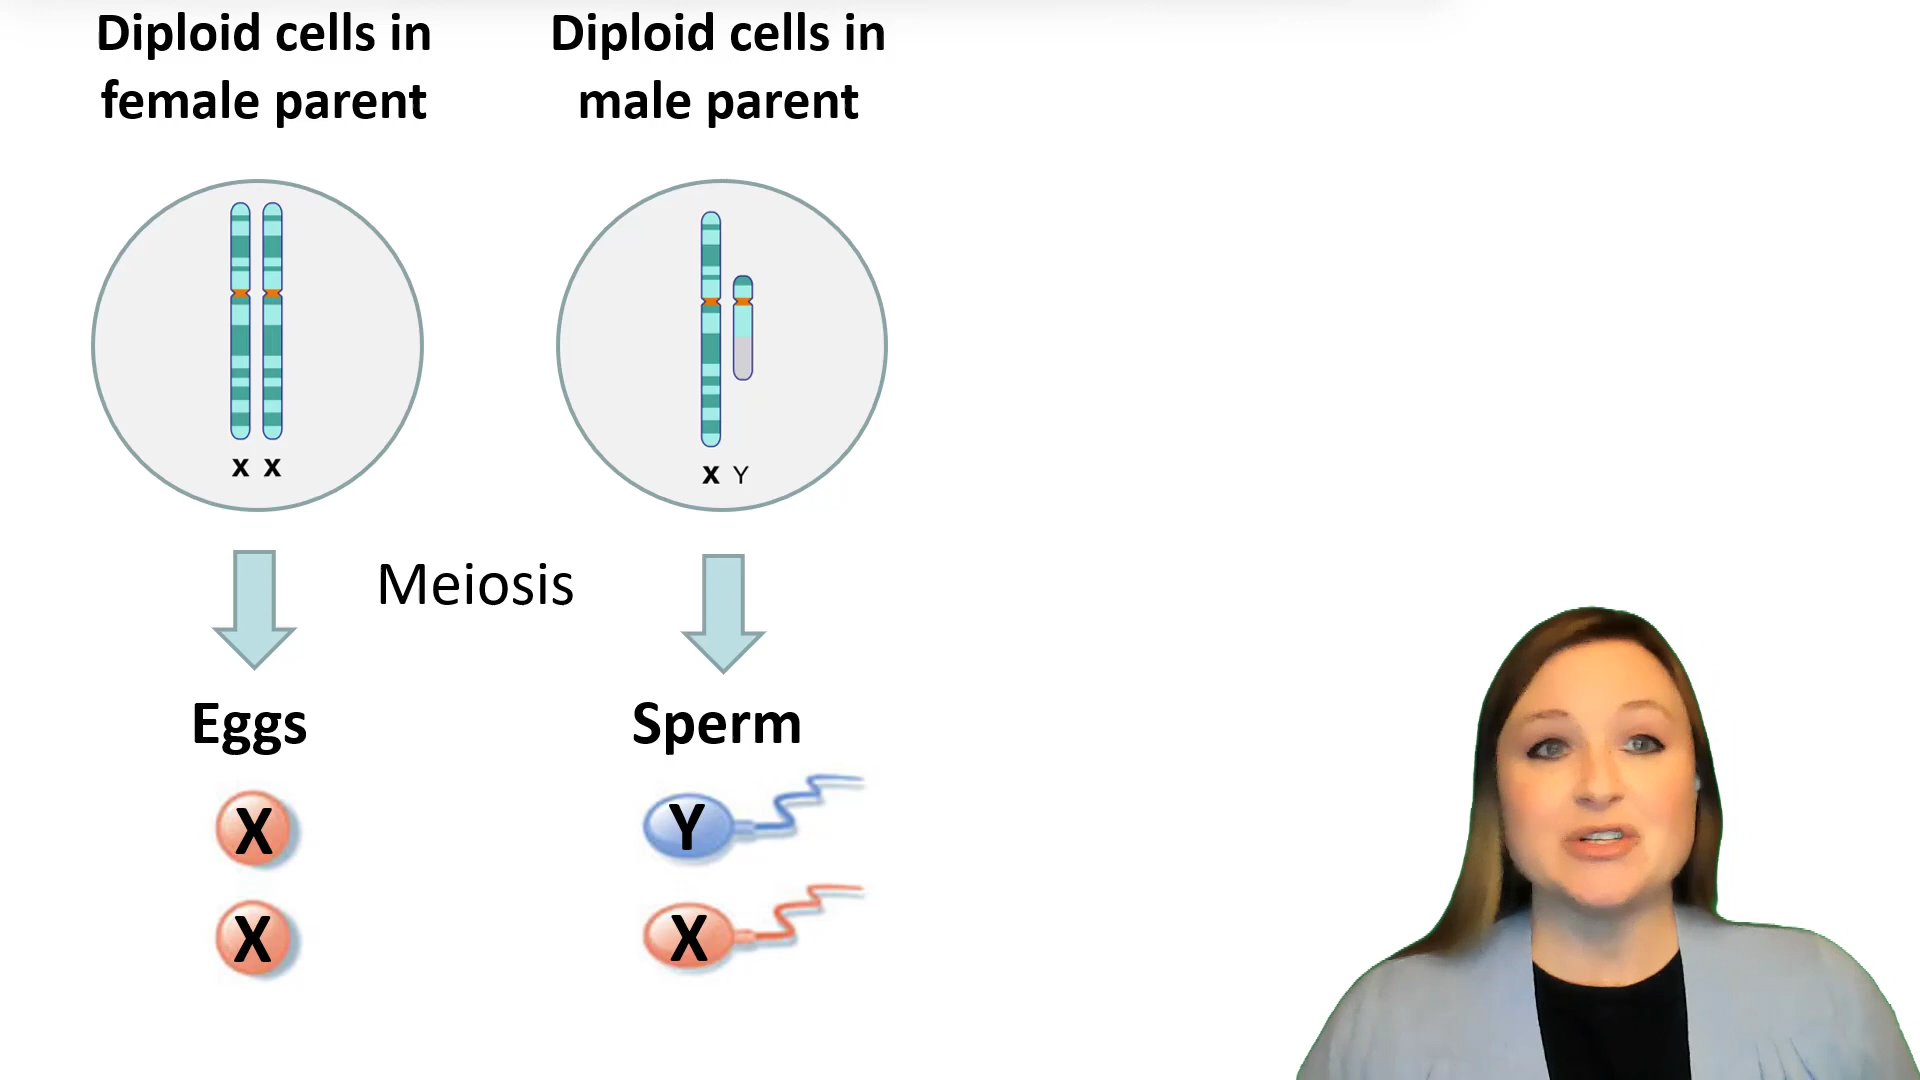 Diploid cells in
female parent
Diploid cells in
male parent
X X
X Y
Meiosis
Eggs
Sperm
X
Y
X
X